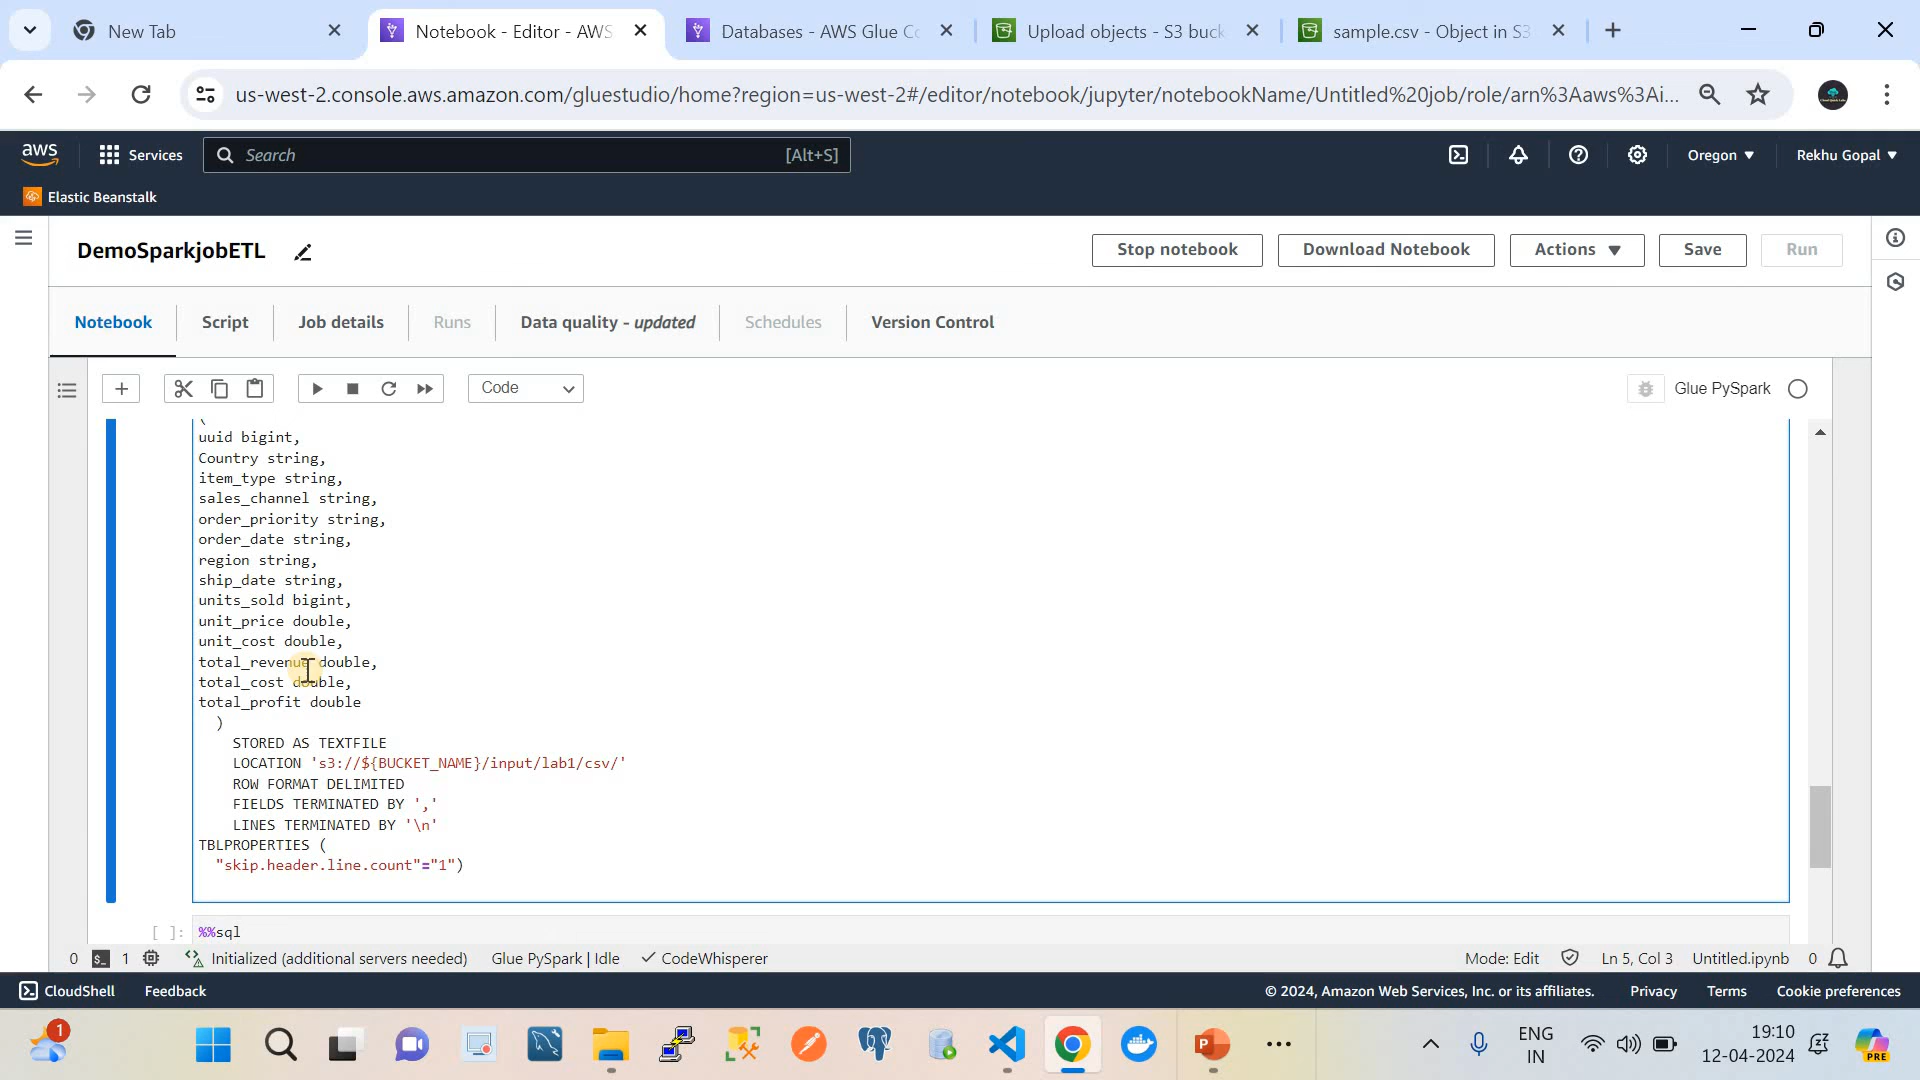 New Tab
Notebook - Editor - AWS
Databases - AWS Glue Co
Upload objects - S3 buck
sample.csv - Object in S3
us-west-2.console.aws.amazon.com/gluestudio/home?region=us-west-2#/editor/notebook/jupyter/notebookName/Untitled%20job/role/arn%3Aaws%3Ai...
aws
Services
Search
[Alt+S]
Oregon
Rekhu Gopal
Elastic Beanstalk
DemoSparkjobETL
Stop notebook
Download Notebook
Actions
Save
Run
Notebook
Script
Job details
Runs
Data quality - updated
Schedules
Version Control
Code
Glue PySpark
(
uuid bigint,
Country string,
item_type string,
sales_channel string,
order_priority string,
order_date string,
region string,
ship_date string,
units_sold bigint,
unit_price double,
unit_cost double,
total_revenue double,
total_cost double,
total_profit double
)
STORED AS TEXTFILE
LOCATION 's3://${BUCKET_NAME}/input/lab1/csv/'
ROW FORMAT DELIMITED
FIELDS TERMINATED BY ','
LINES TERMINATED BY '\n'
TBLPROPERTIES (
"skip.header.line.count"="1")
[ ]: %%sql
0
1
Initialized (additional servers needed)
Glue PySpark | Idle
CodeWhisperer
Mode: Edit
Ln 5, Col 3
Untitled.ipynb
0
CloudShell
Feedback
© 2024, Amazon Web Services, Inc. or its affiliates.
Privacy
Terms
Cookie preferences
1
ENG
IN
19:10
12-04-2024
PRE